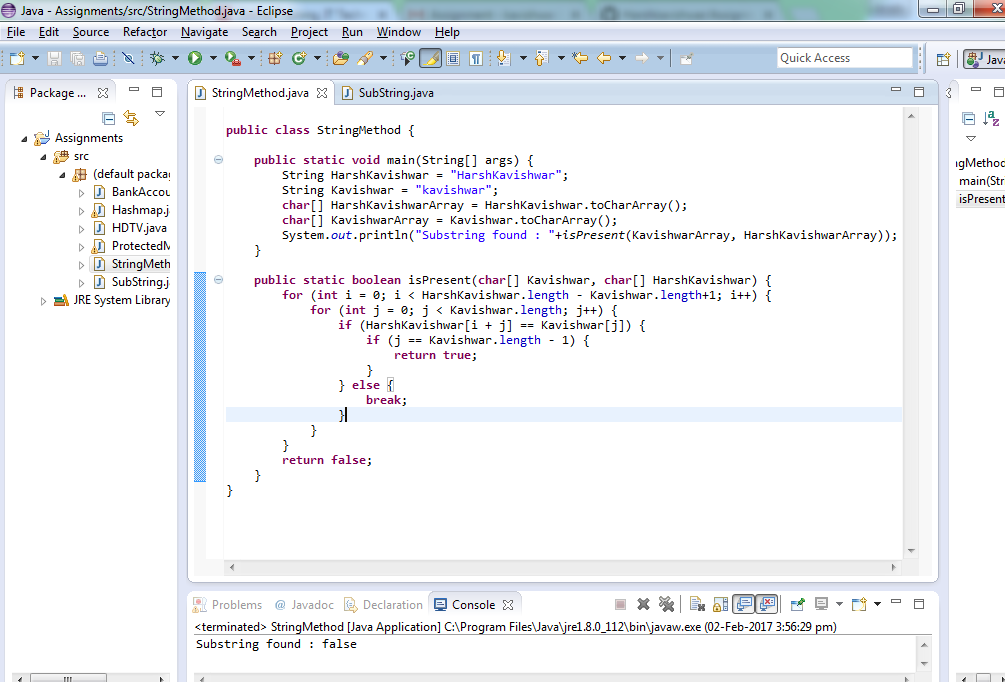 Java - Assignments/src/StringMethod.java - Eclipse
File Edit Source Refactor Navigate Search Project Run Window Help
Quick Access
Java
Package ...
StringMethod.java
SubString.java
Assignments
src
(default packa
BankAccou
Hashmap.j
HDTV.java
ProtectedM
StringMeth
SubString.j
JRE System Library
public class StringMethod {
public static void main(String[] args) {
String HarshKavishwar = "HarshKavishwar";
String Kavishwar = "kavishwar";
char[] HarshKavishwarArray = HarshKavishwar.toCharArray();
char[] KavishwarArray = Kavishwar.toCharArray();
System.out.println("Substring found : "+isPresent(KavishwarArray, HarshKavishwarArray));
}
public static boolean isPresent(char[] Kavishwar, char[] HarshKavishwar) {
for (int i = 0; i < HarshKavishwar.length - Kavishwar.length+1; i++) {
for (int j = 0; j < Kavishwar.length; j++) {
if (HarshKavishwar[i + j] == Kavishwar[j]) {
if (j == Kavishwar.length - 1) {
return true;
}
} else {
break;
}
}
}
return false;
}
}
ngMethod
main(Str
isPresent
Problems @ Javadoc Declaration Console
<terminated> StringMethod [Java Application] C:\Program Files\Java\jre1.8.0_112\bin\javaw.exe (02-Feb-2017 3:56:29 pm)
Substring found : false